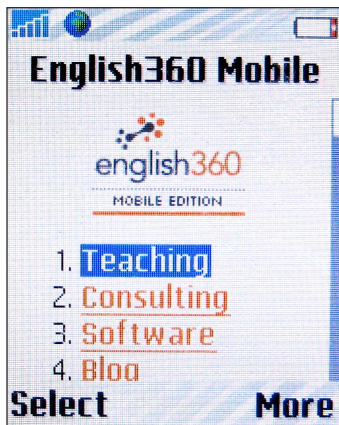 English360 Mobile
english360
MOBILE EDITION
1. Teaching
2. Consulting
3. Software
4. Blog
Select More